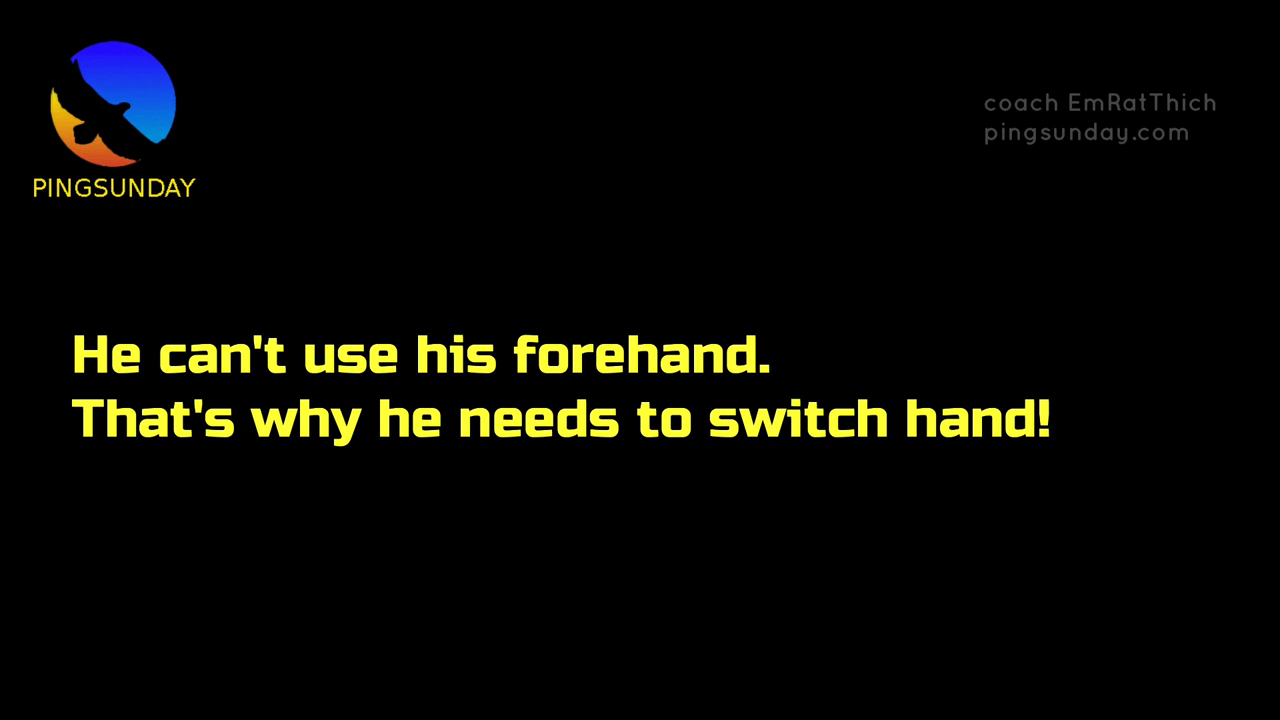 coach EmRatThich
pingsunday.com
PINGSUNDAY
He can't use his forehand.
That's why he needs to switch hand!